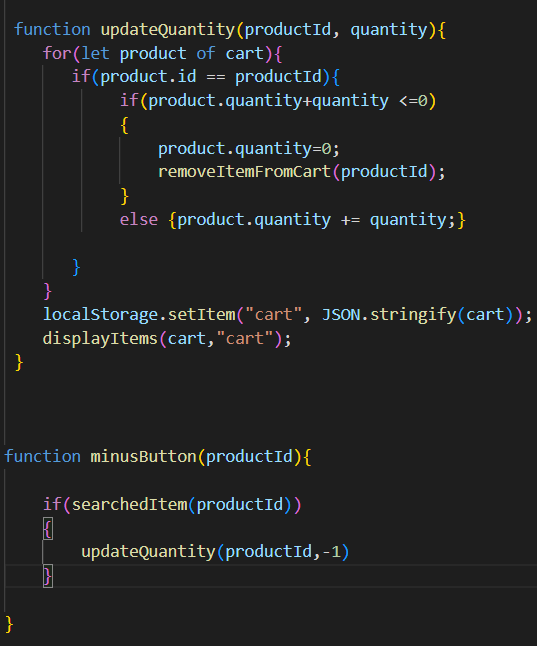 function updateQuantity(productId, quantity){
for(let product of cart){
if(product.id == productId){
if(product.quantity+quantity <=0)
{
product.quantity=0;
removeItemFromCart(productId);
}
else {product.quantity += quantity;}
}
}
localStorage.setItem("cart", JSON.stringify(cart));
displayItems(cart,"cart");
}
function minusButton(productId){
if(searchedItem(productId))
{
updateQuantity(productId,-1)
}
}